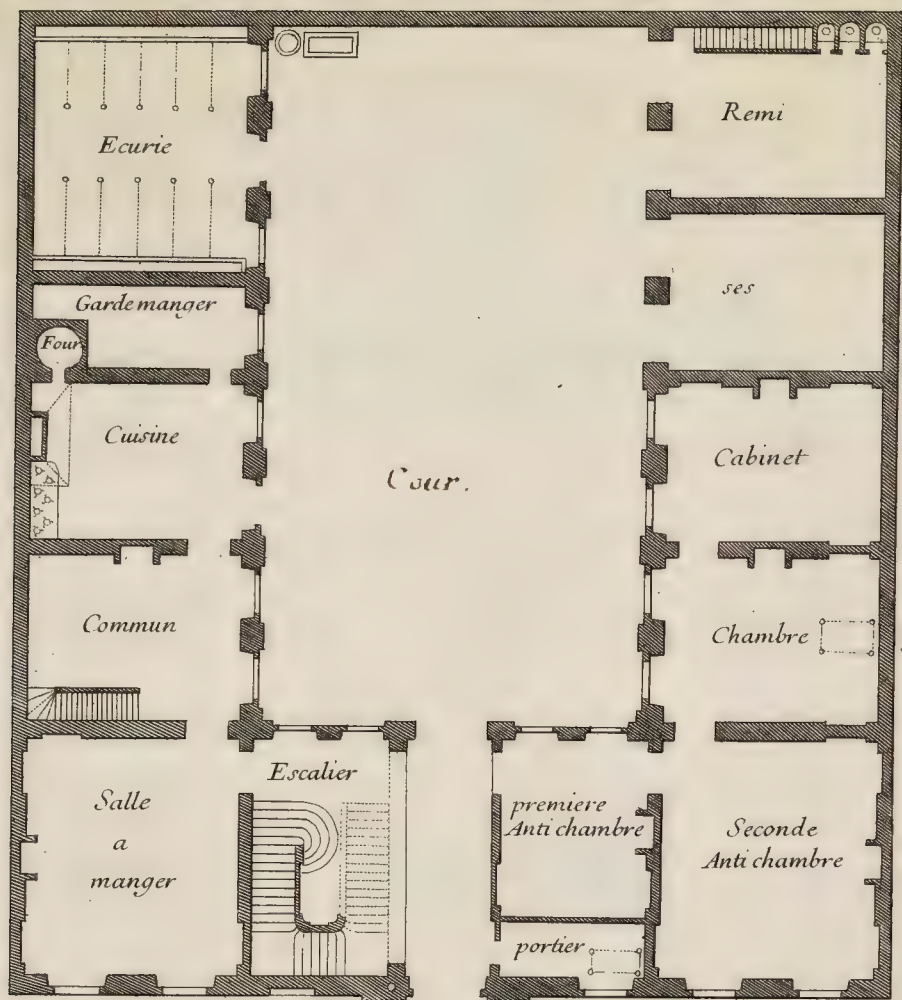 Ecurie
Remi
Garde manger
ses
Four
Cuisine
Cour.
Cabinet
Commun
Chambre
Escalier
Salle
a
manger
premiere
Anti chambre
Seconde
Anti chambre
portier